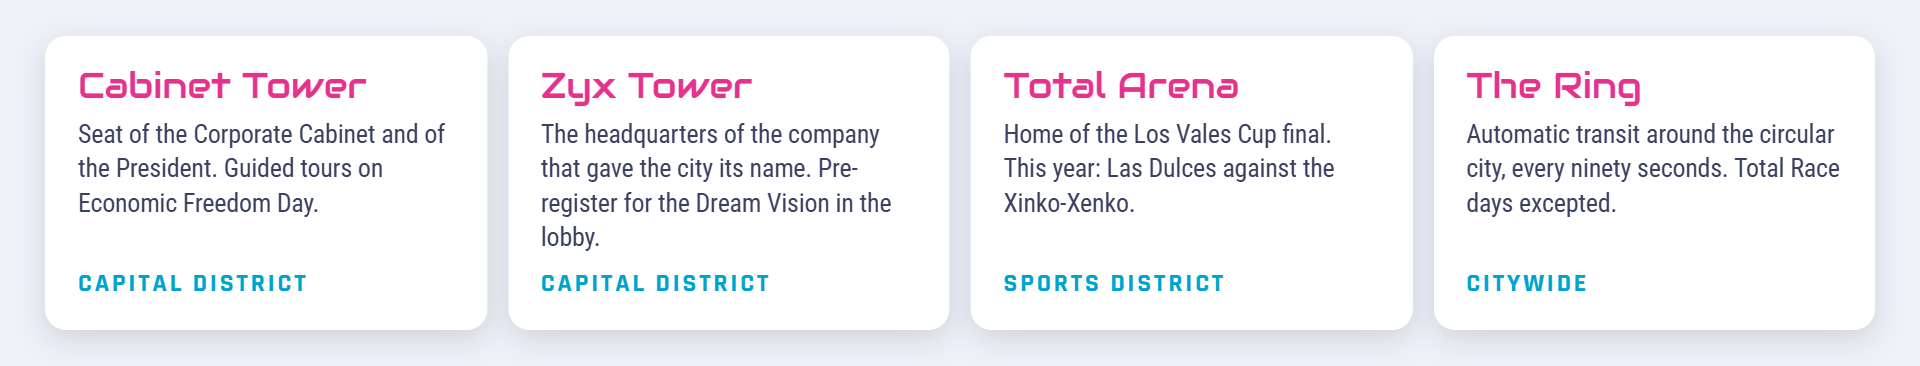 Cabinet Tower
Seat of the Corporate Cabinet and of
the President. Guided tours on
Economic Freedom Day.
CAPITAL DISTRICT
Zyx Tower
The headquarters of the company
that gave the city its name. Pre-
register for the Dream Vision in the
lobby.
CAPITAL DISTRICT
Total Arena
Home of the Los Vales Cup final.
This year: Las Dulces against the
Xinko-Xenko.
SPORTS DISTRICT
The Ring
Automatic transit around the circular
city, every ninety seconds. Total Race
days excepted.
CITYWIDE